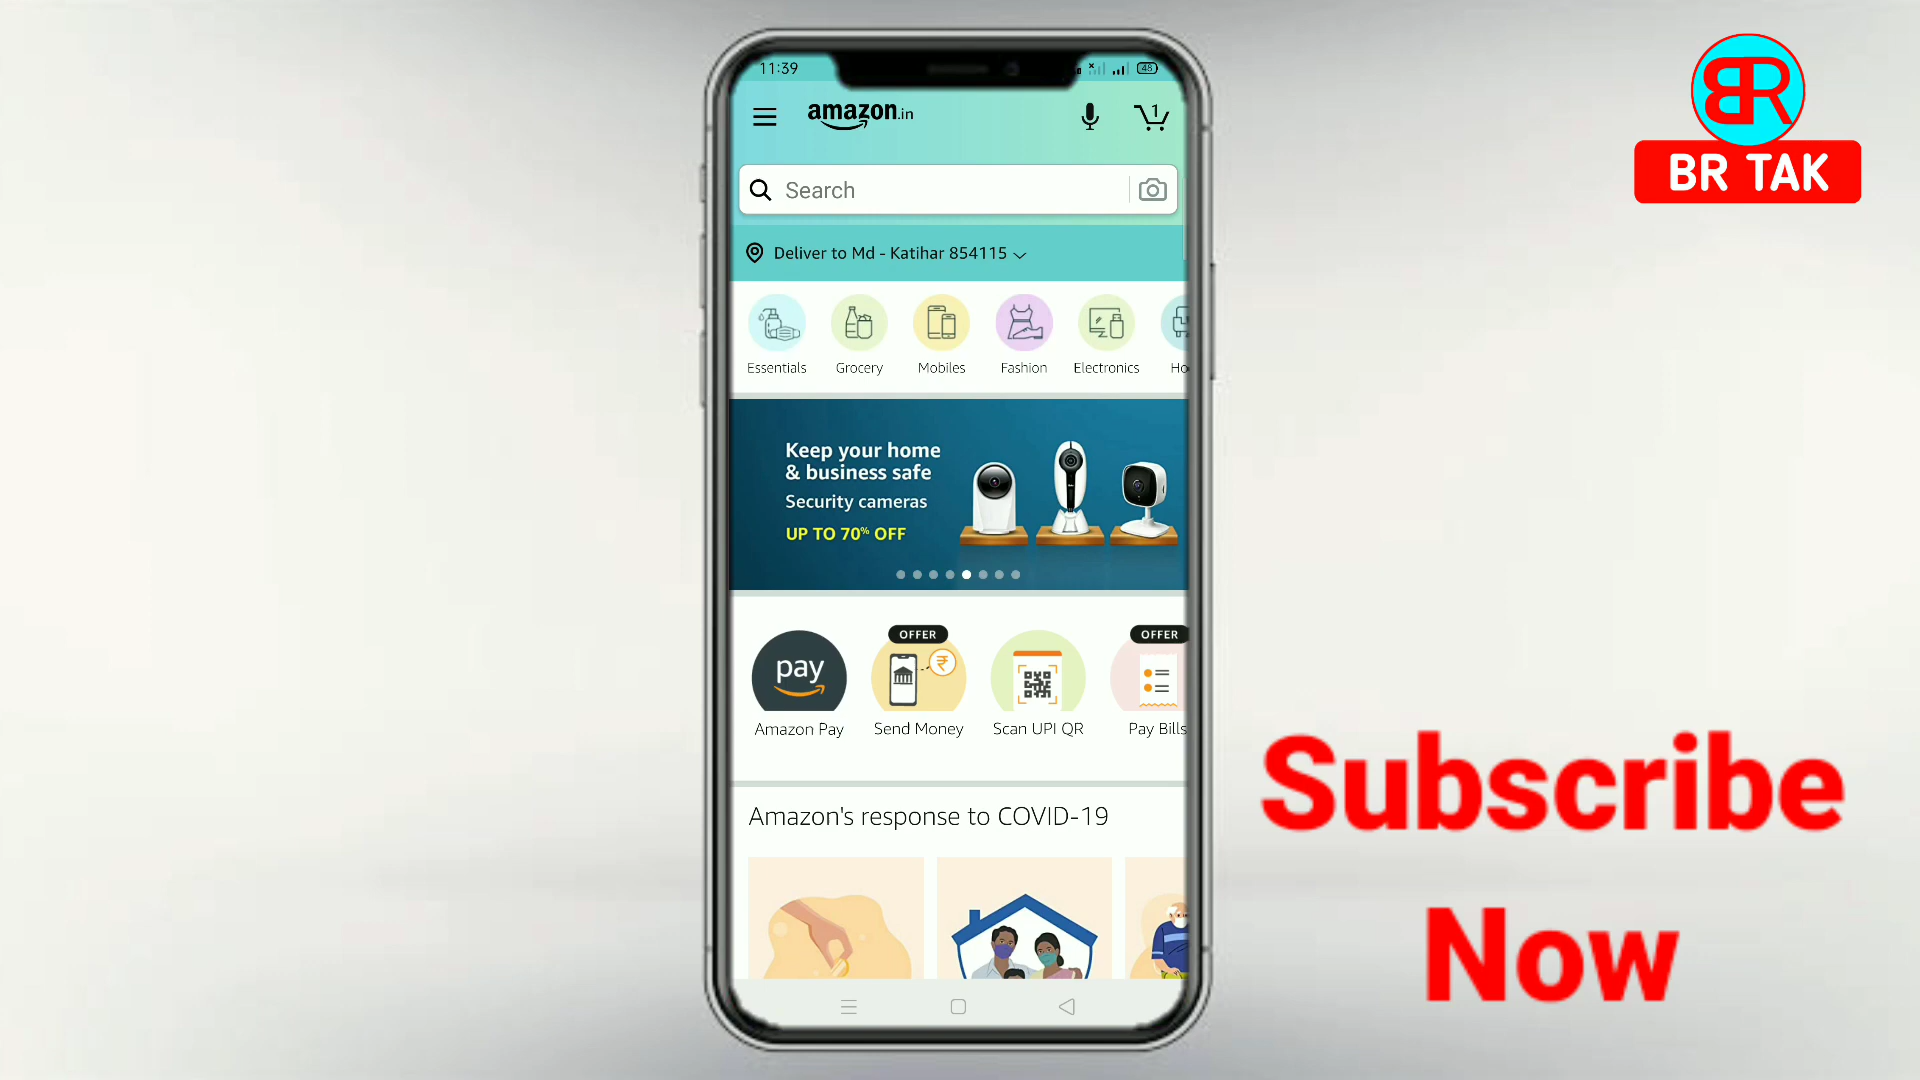 11:39
48
amazon.in
1
Search
Deliver to Md - Katihar 854115
Essentials
Grocery
Mobiles
Fashion
Electronics
Ho
Keep your home
& business safe
Security cameras
UP TO 70% OFF
OFFER
OFFER
pay
Amazon Pay
Send Money
Scan UPI QR
Pay Bills
Amazon's response to COVID-19
BR
BR TAK
Subscribe
Now